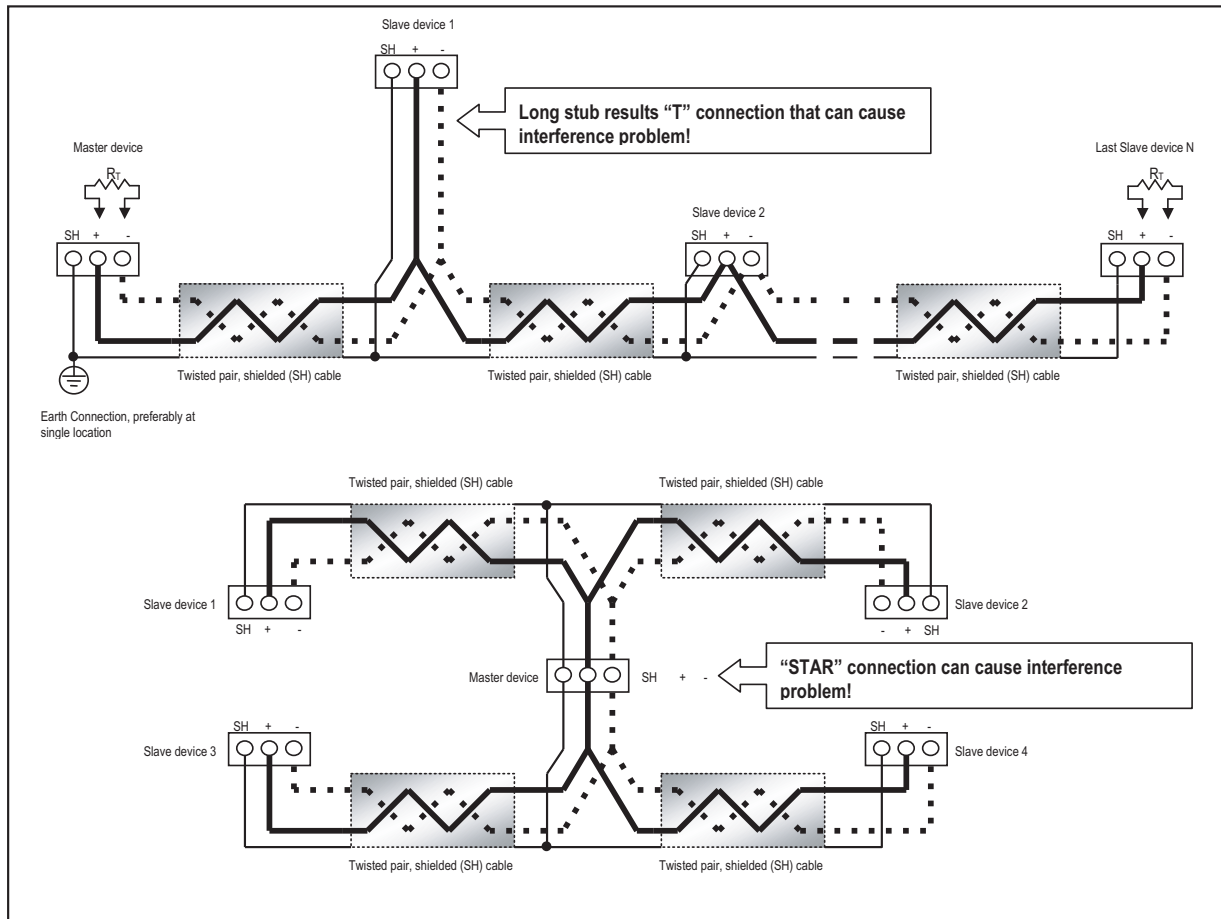 Slave device 1
SH + -
Long stub results “T” connection that can cause
interference problem!
Master device
RT
SH + -
Last Slave device N
RT
SH + -
Slave device 2
SH + -
Twisted pair, shielded (SH) cable
Twisted pair, shielded (SH) cable
Twisted pair, shielded (SH) cable
Earth Connection, preferably at
single location
Twisted pair, shielded (SH) cable
Twisted pair, shielded (SH) cable
Slave device 1
SH + -
Slave device 2
- + SH
Master device
SH + -
“STAR” connection can cause interference
problem!
SH + -
Slave device 3
SH + -
Slave device 4
Twisted pair, shielded (SH) cable
Twisted pair, shielded (SH) cable